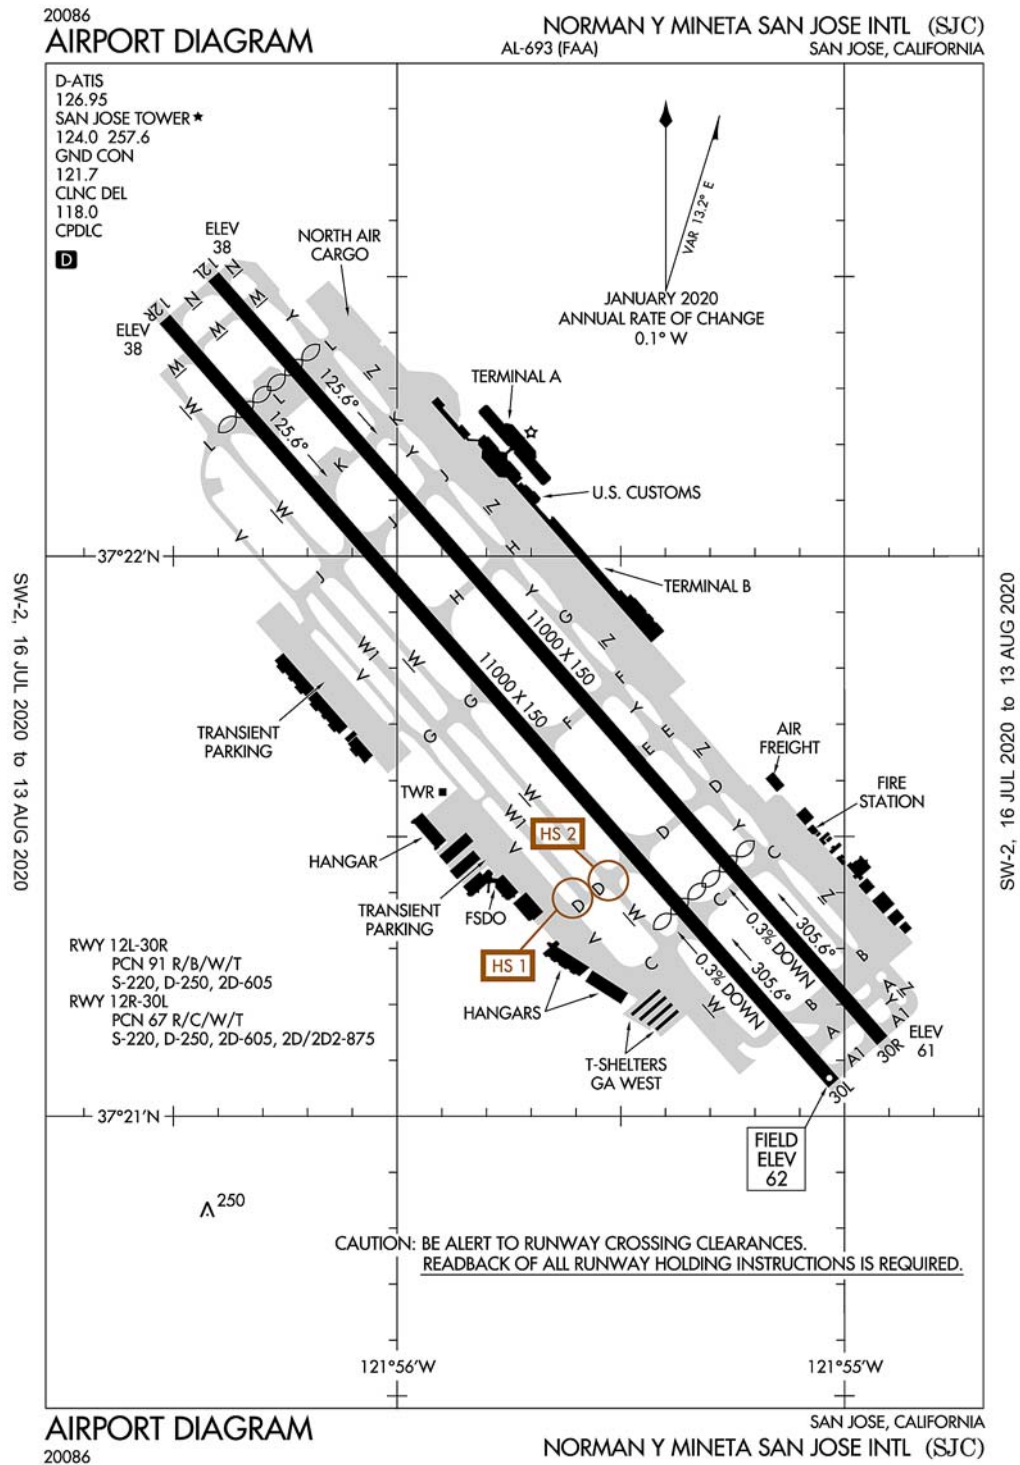 20086
AIRPORT DIAGRAM
NORMAN Y MINETA SAN JOSE INTL (SJC)
AL-693 (FAA)
SAN JOSE, CALIFORNIA
D-ATIS
126.95
SAN JOSE TOWER★
124.0 257.6
GND CON
121.7
CLNC DEL
118.0
CPDLC
D
VAR 13.2° E
JANUARY 2020
ANNUAL RATE OF CHANGE
0.1° W
ELEV
38
NORTH AIR
CARGO
12L
N
W
N
12R
ELEV
38
W
W
Y
L
Z
W
L
L
125.6°
125.6°
TERMINAL A
K
Y
K
J
U.S. CUSTOMS
Z
W
J
V
H
37°22'N
J
TERMINAL B
H
Y
G
Z
11000 X 150
W1
W
V
F
11000 X 150
G
Y
F
G
E
E
Z
TRANSIENT
PARKING
AIR
FREIGHT
D
TWR
W
FIRE
STATION
W1
HS 2
D
Y
V
HANGAR
C
D
D
Z
TRANSIENT
PARKING
FSDO
W
C
305.6°
0.3% DOWN
V
HS 1
C
B
0.3% DOWN
305.6°
HANGARS
W
B
A
Z
Y
A1
A
A1
30R
ELEV
61
30L
T-SHELTERS
GA WEST
RWY 12L-30R
PCN 91 R/B/W/T
S-220, D-250, 2D-605
RWY 12R-30L
PCN 67 R/C/W/T
S-220, D-250, 2D-605, 2D/2D2-875
37°21'N
FIELD
ELEV
62
250
CAUTION: BE ALERT TO RUNWAY CROSSING CLEARANCES.
READBACK OF ALL RUNWAY HOLDING INSTRUCTIONS IS REQUIRED.
121°56'W
121°55'W
SW-2, 16 JUL 2020 to 13 AUG 2020
SW-2, 16 JUL 2020 to 13 AUG 2020
AIRPORT DIAGRAM
20086
SAN JOSE, CALIFORNIA
NORMAN Y MINETA SAN JOSE INTL (SJC)